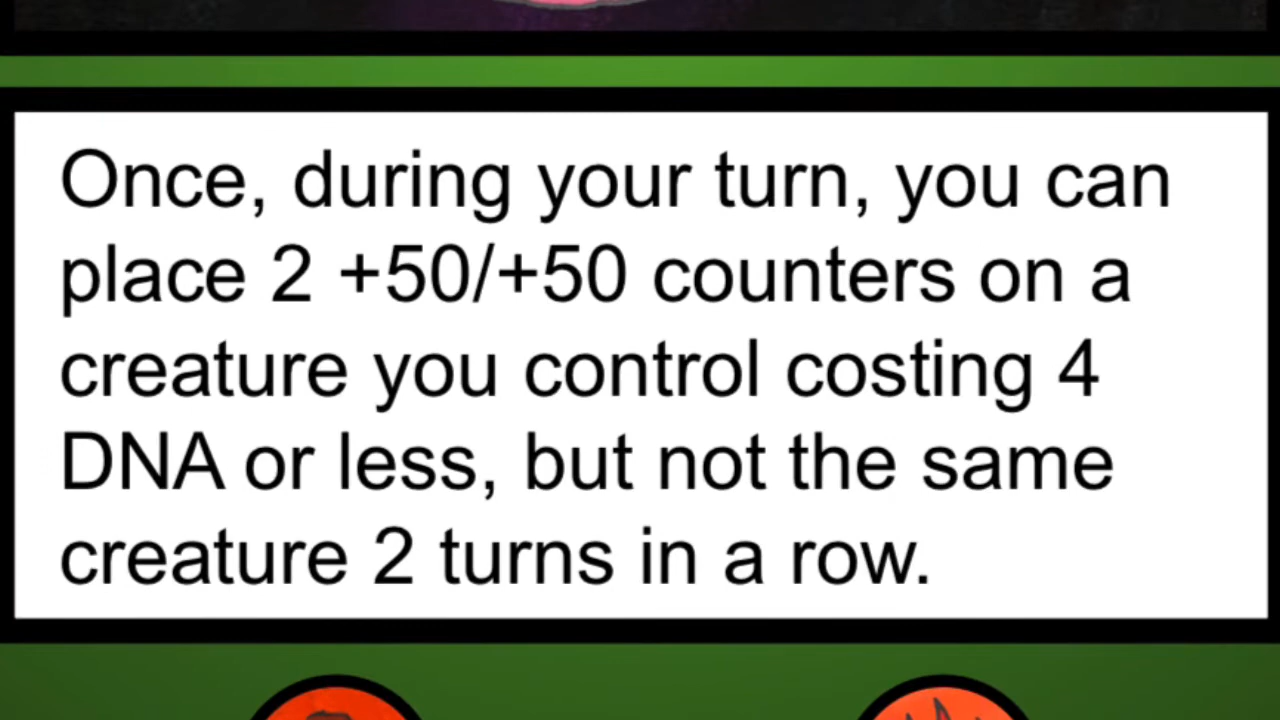 Once, during your turn, you can
place 2 +50/+50 counters on a
creature you control costing 4
DNA or less, but not the same
creature 2 turns in a row.